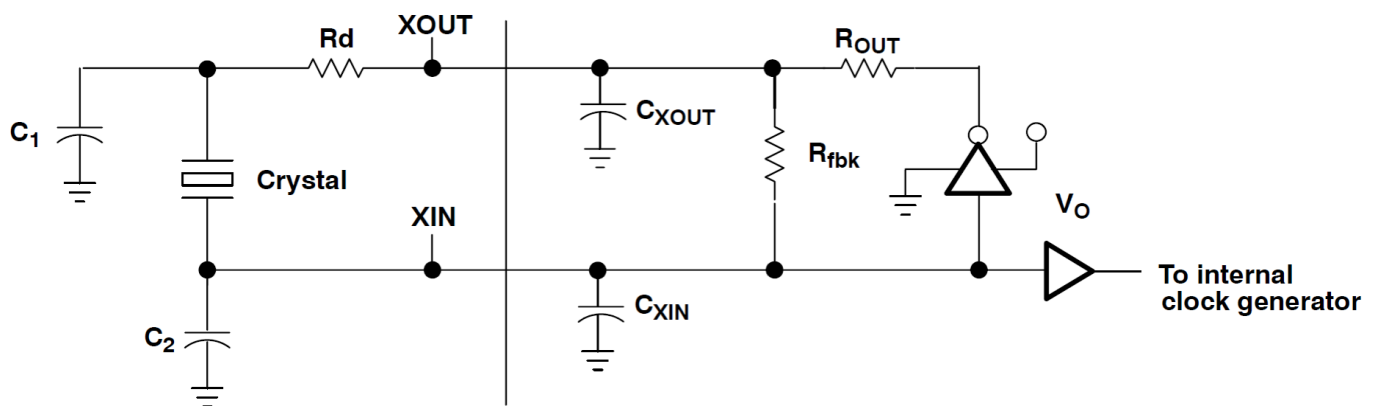 XOUT
Rd
ROUT
C1
CXOUT
Crystal
Rfbk
XIN
VO
C2
CXIN
To internal
clock generator